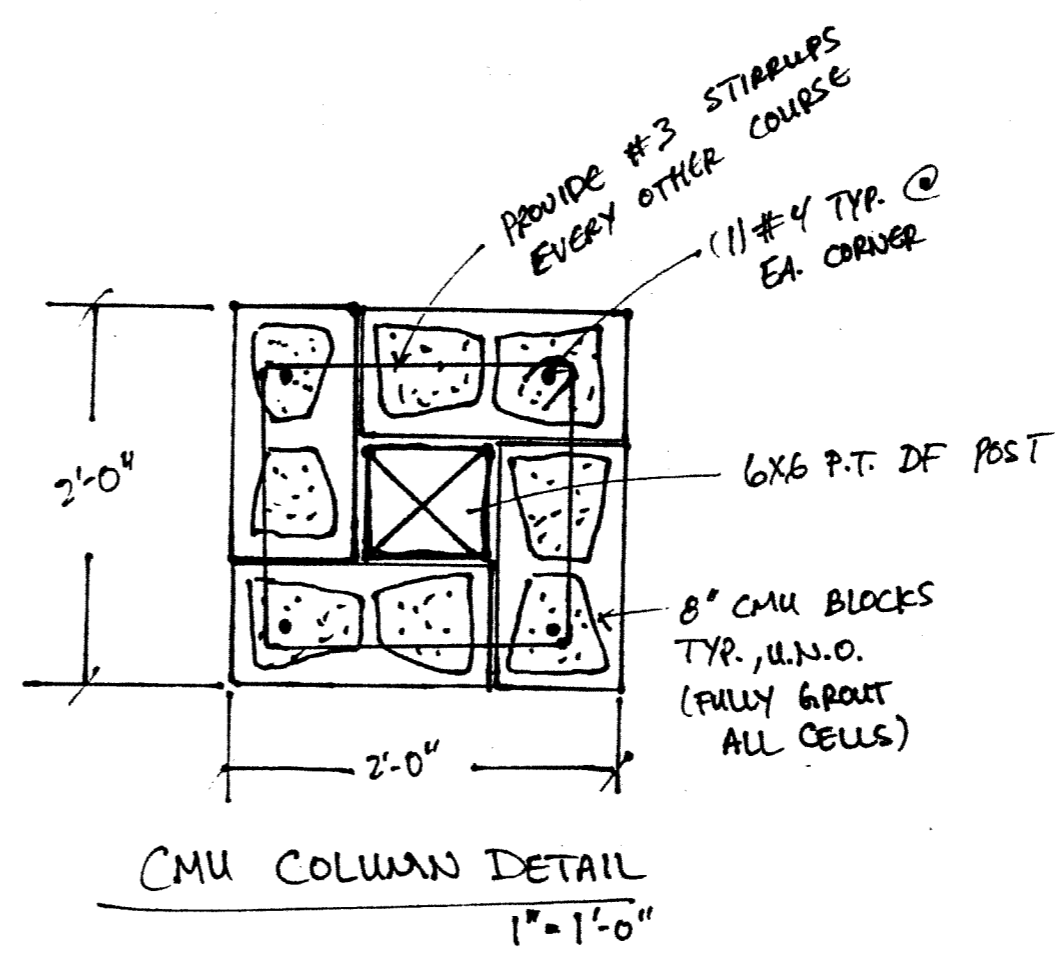 PROVIDE #3 STIRRUPS
EVERY OTHER COURSE
(1) #4 TYP. @
EA. CORNER
2'-0"
6X6 P.T. DF POST
8" CMU BLOCKS
TYP., U.N.O.
(FULLY GROUT
ALL CELLS)
2'-0"
CMU COLUMN DETAIL
1" = 1'-0"